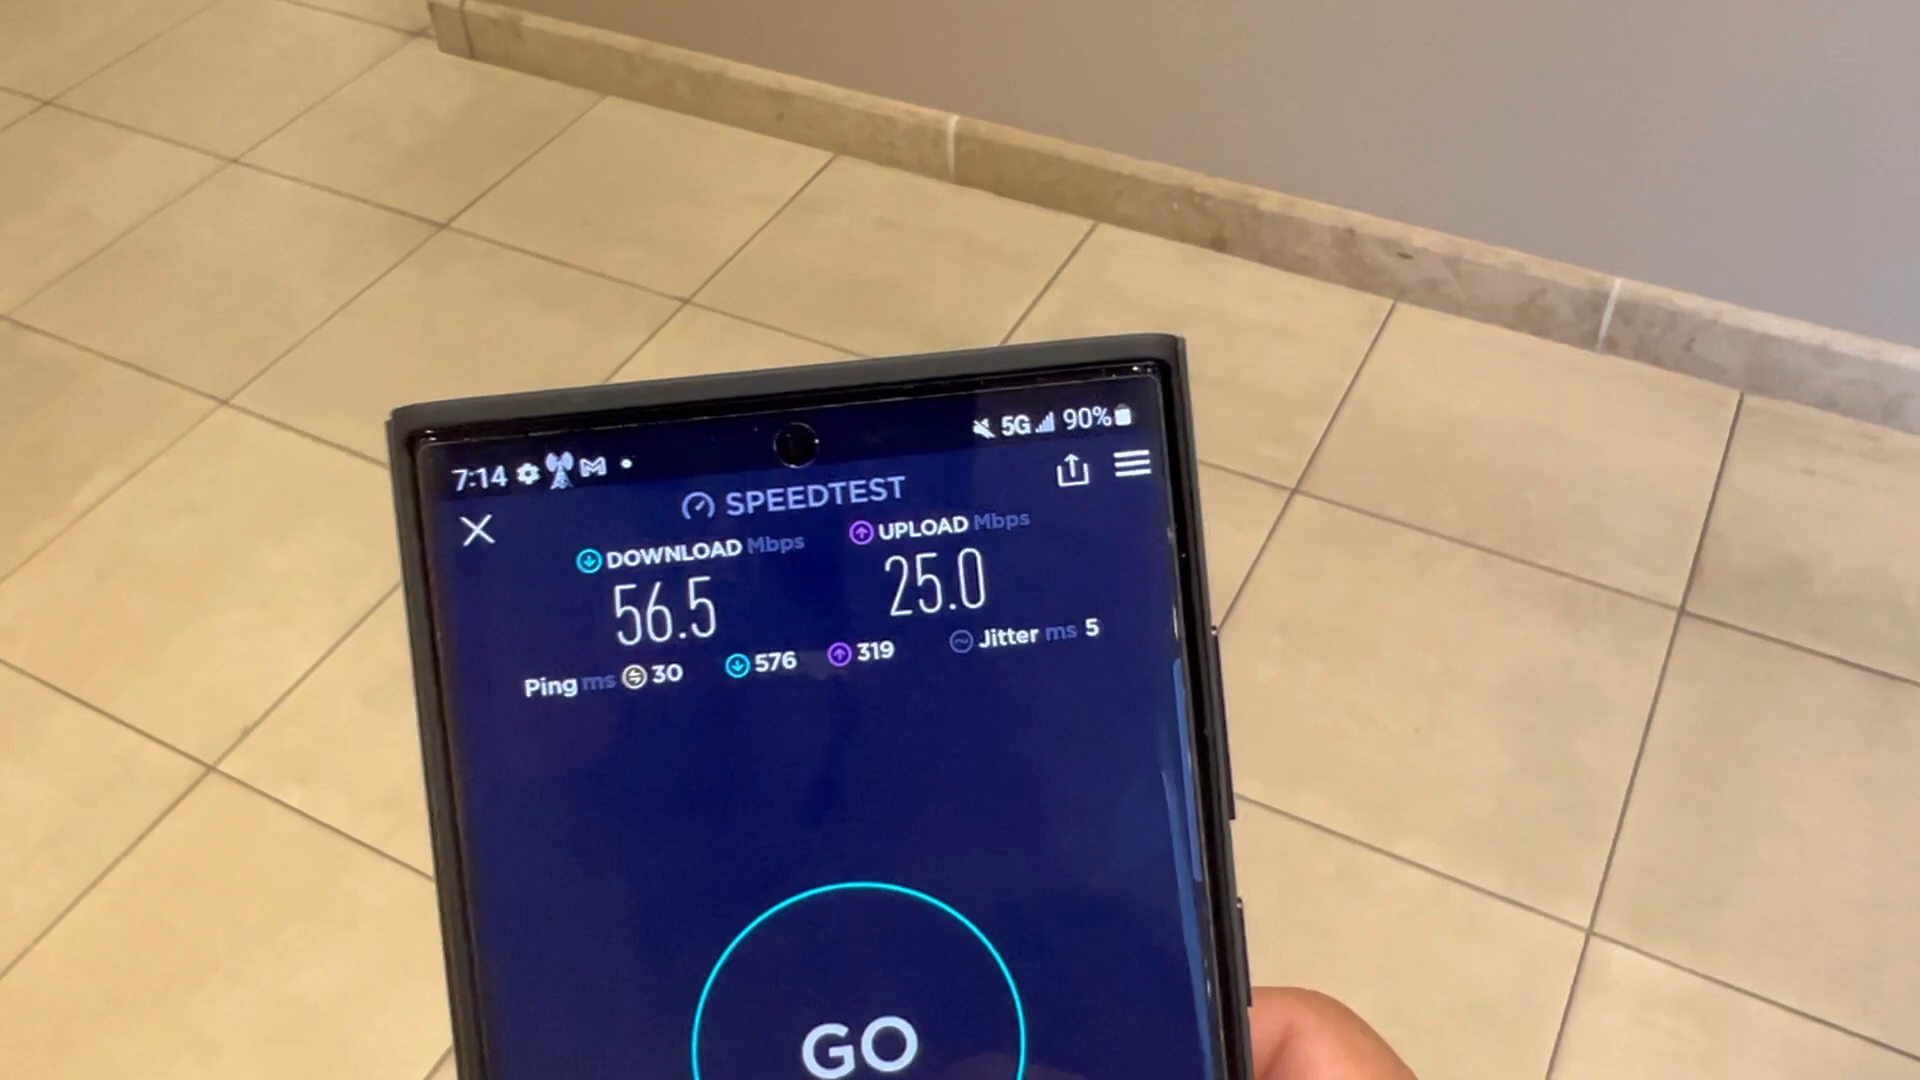 7:14 5G 90%
SPEEDTEST
DOWNLOAD Mbps UPLOAD Mbps
56.5 25.0
Ping ms 30 576 319 Jitter ms 5
GO